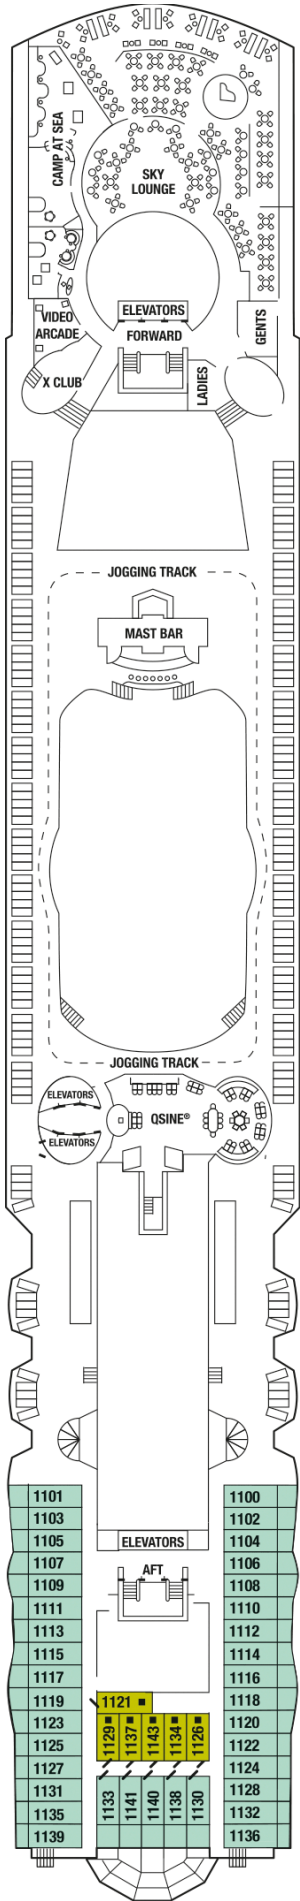 CAMP AT SEA
SKY
LOUNGE
ELEVATORS
FORWARD
VIDEO
ARCADE
GENTS
X CLUB
LADIES
JOGGING TRACK
MAST BAR
JOGGING TRACK
ELEVATORS
QSINE®
ELEVATORS
1101
1100
1103
1102
1105
1104
1107
1106
1109
1108
1111
1110
1113
1112
1115
1114
1117
1116
1119
1118
1123
1120
1125
1122
1127
1124
1131
1128
1135
1132
1139
1136
ELEVATORS
AFT
1121
1129
1137
1143
1134
1126
1133
1141
1140
1138
1130